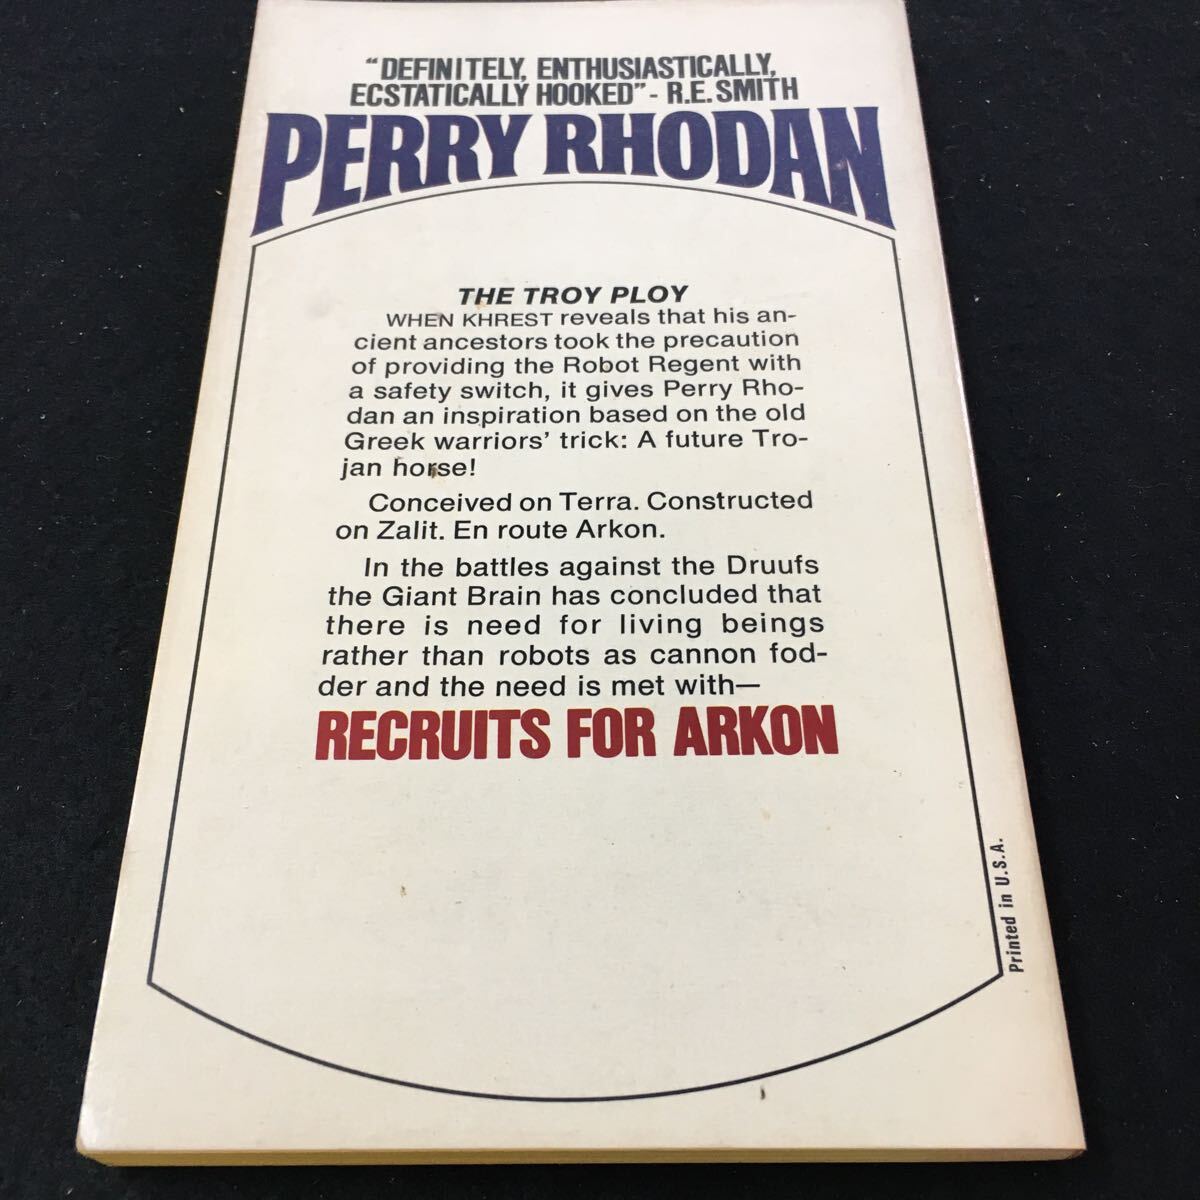 "DEFINITELY, ENTHUSIASTICALLY,
ECSTATICALLY HOOKED" - R.E. SMITH
PERRY RHODAN
THE TROY PLOY
WHEN KHREST reveals that his an-
cient ancestors took the precaution
of providing the Robot Regent with
a safety switch, it gives Perry Rho-
dan an inspiration based on the old
Greek warriors' trick: A future Tro-
jan horse!
Conceived on Terra. Constructed
on Zalit. En route Arkon.
In the battles against the Druufs
the Giant Brain has concluded that
there is need for living beings
rather than robots as cannon fod-
der and the need is met with—
RECRUITS FOR ARKON
Printed in U.S.A.